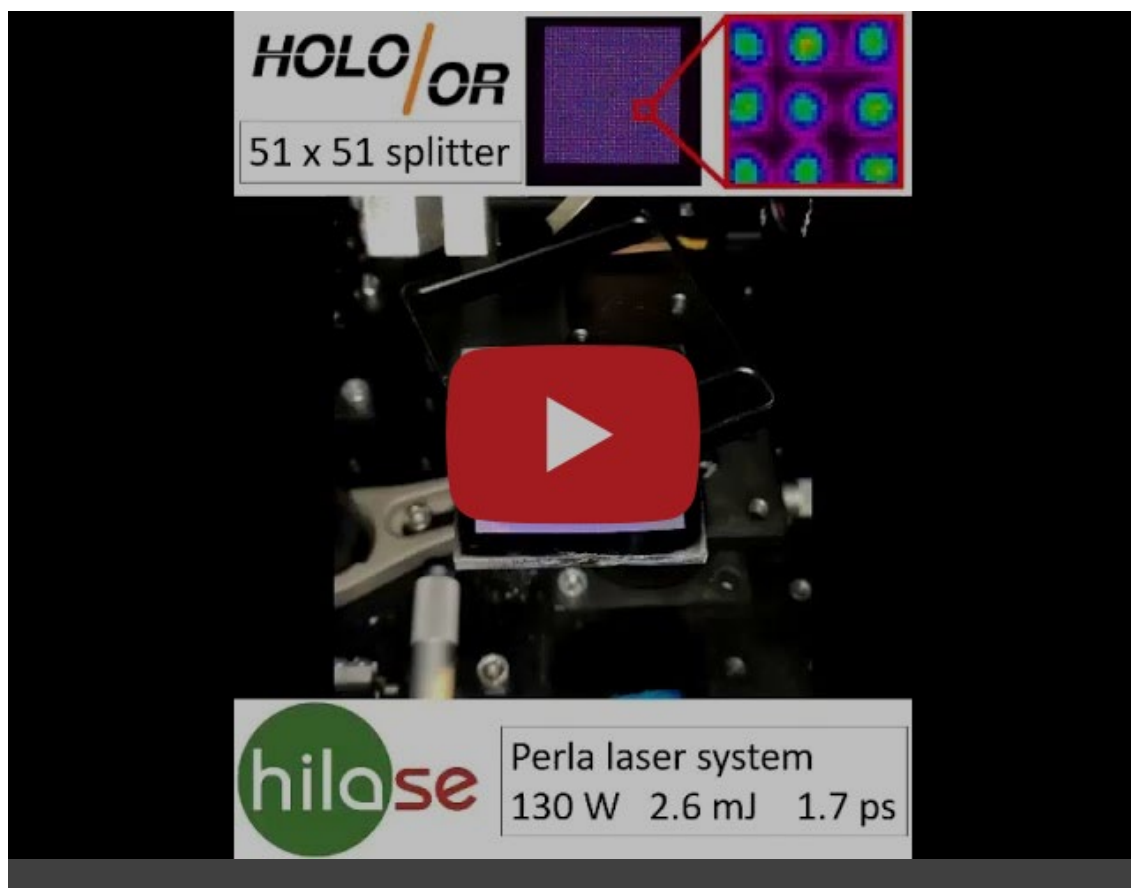 HOLO/OR
51 x 51 splitter
hilase
Perla laser system
130 W 2.6 mJ 1.7 ps